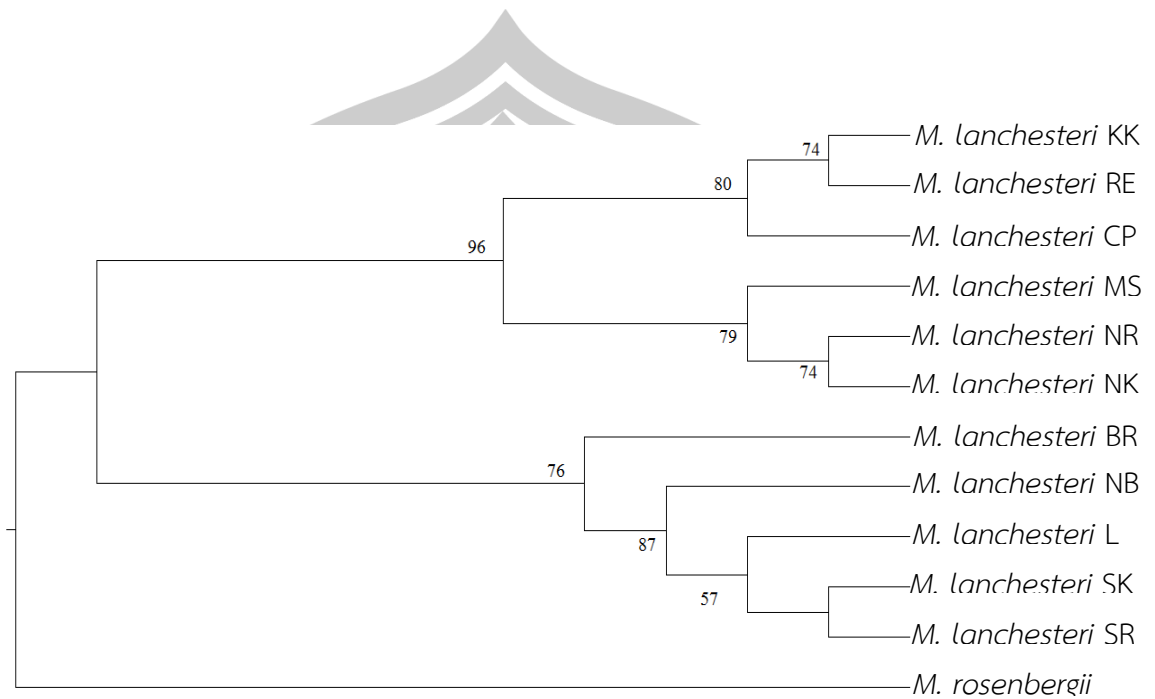 M. lanchesteri KK
74
M. lanchesteri RE
80
M. lanchesteri CP
96
M. lanchesteri MS
79
M. lanchesteri NR
74
M. lanchesteri NK
M. lanchesteri BR
76
M. lanchesteri NB
87
M. lanchesteri L
57
M. lanchesteri SK
M. lanchesteri SR
M. rosenbergii